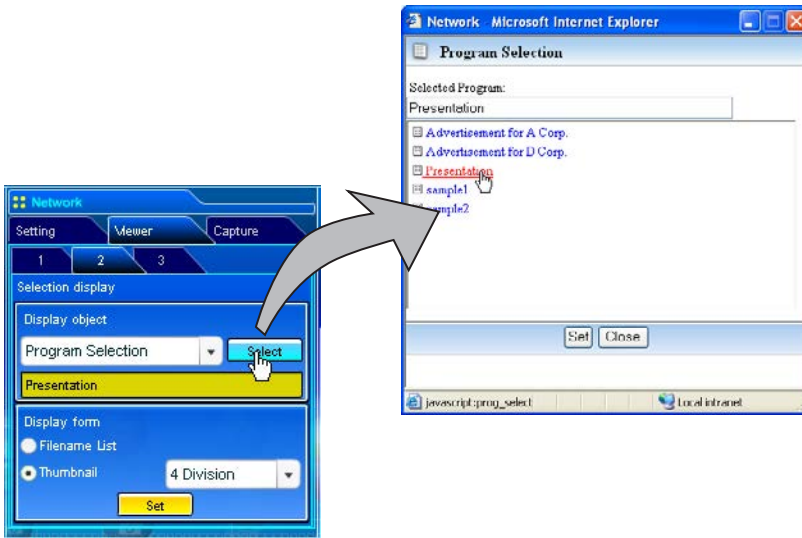 Network
Setting Viewer Capture
1 2 3
Selection display
Display object
Program Selection Select
Presentation
Display form
Filename List
Thumbnail 4 Division
Set
Network Microsoft Internet Explorer
Program Selection
Selected Program:
Presentation
Advertisement for A Corp.
Advertisement for D Corp.
Presentation
sample1
sample2
Set Close
javascript:prog_select Local intranet